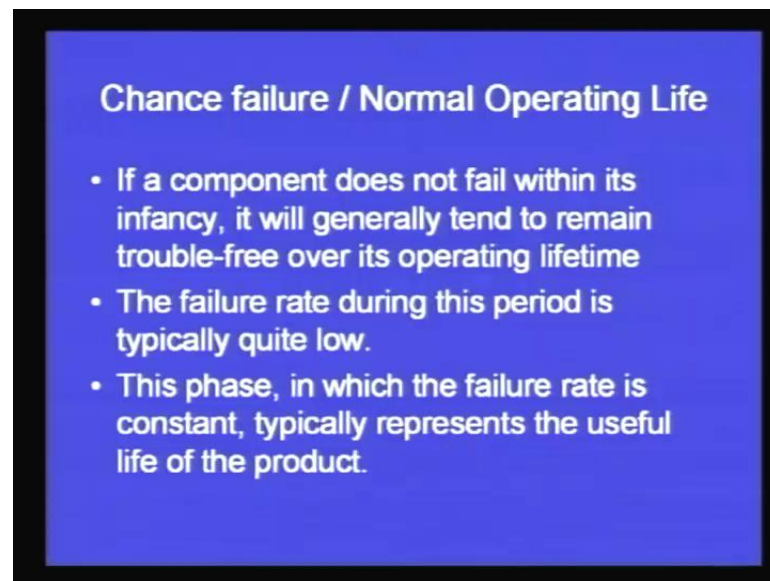 Chance failure / Normal Operating Life
• If a component does not fail within its
infancy, it will generally tend to remain
trouble-free over its operating lifetime
• The failure rate during this period is
typically quite low.
• This phase, in which the failure rate is
constant, typically represents the useful
life of the product.